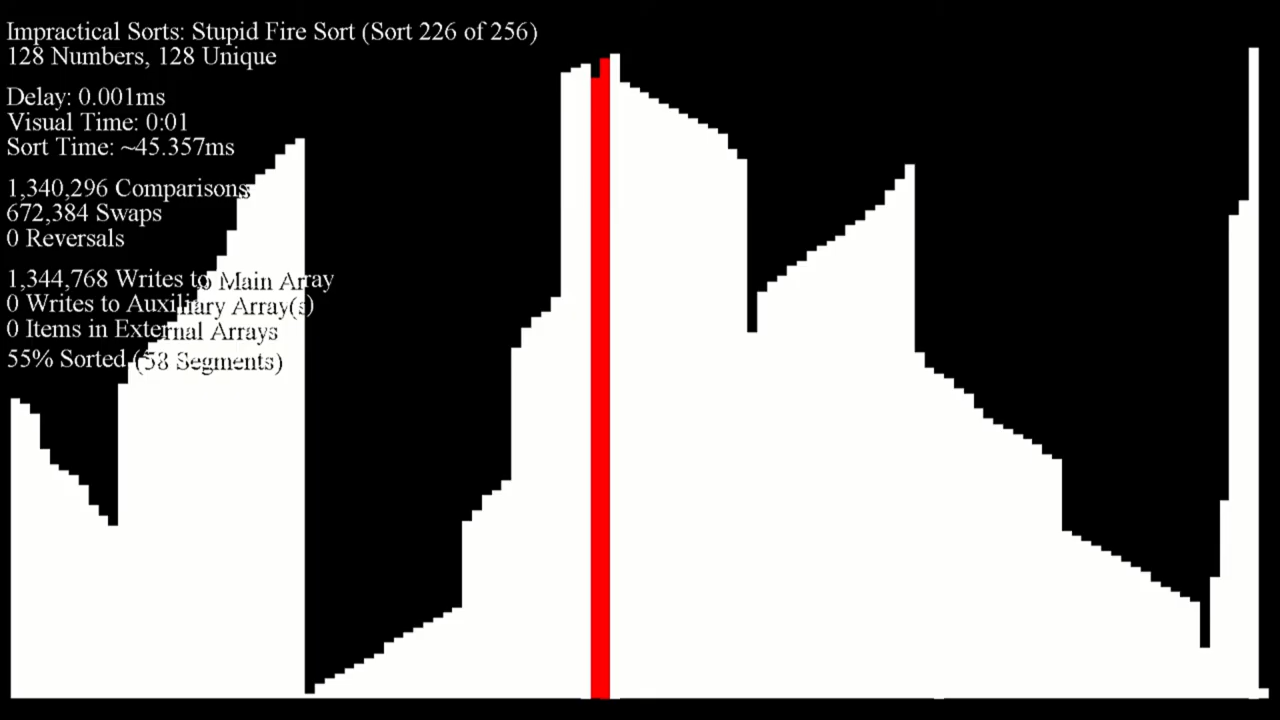 Impractical Sorts: Stupid Fire Sort (Sort 226 of 256)
128 Numbers, 128 Unique
Delay: 0.001ms
Visual Time: 0:01
Sort Time: ~45.357ms
1,340,296 Comparisons
672,384 Swaps
0 Reversals
1,344,768 Writes to Main Array
0 Writes to Auxiliary Array(s)
0 Items in External Arrays
55% Sorted (58 Segments)